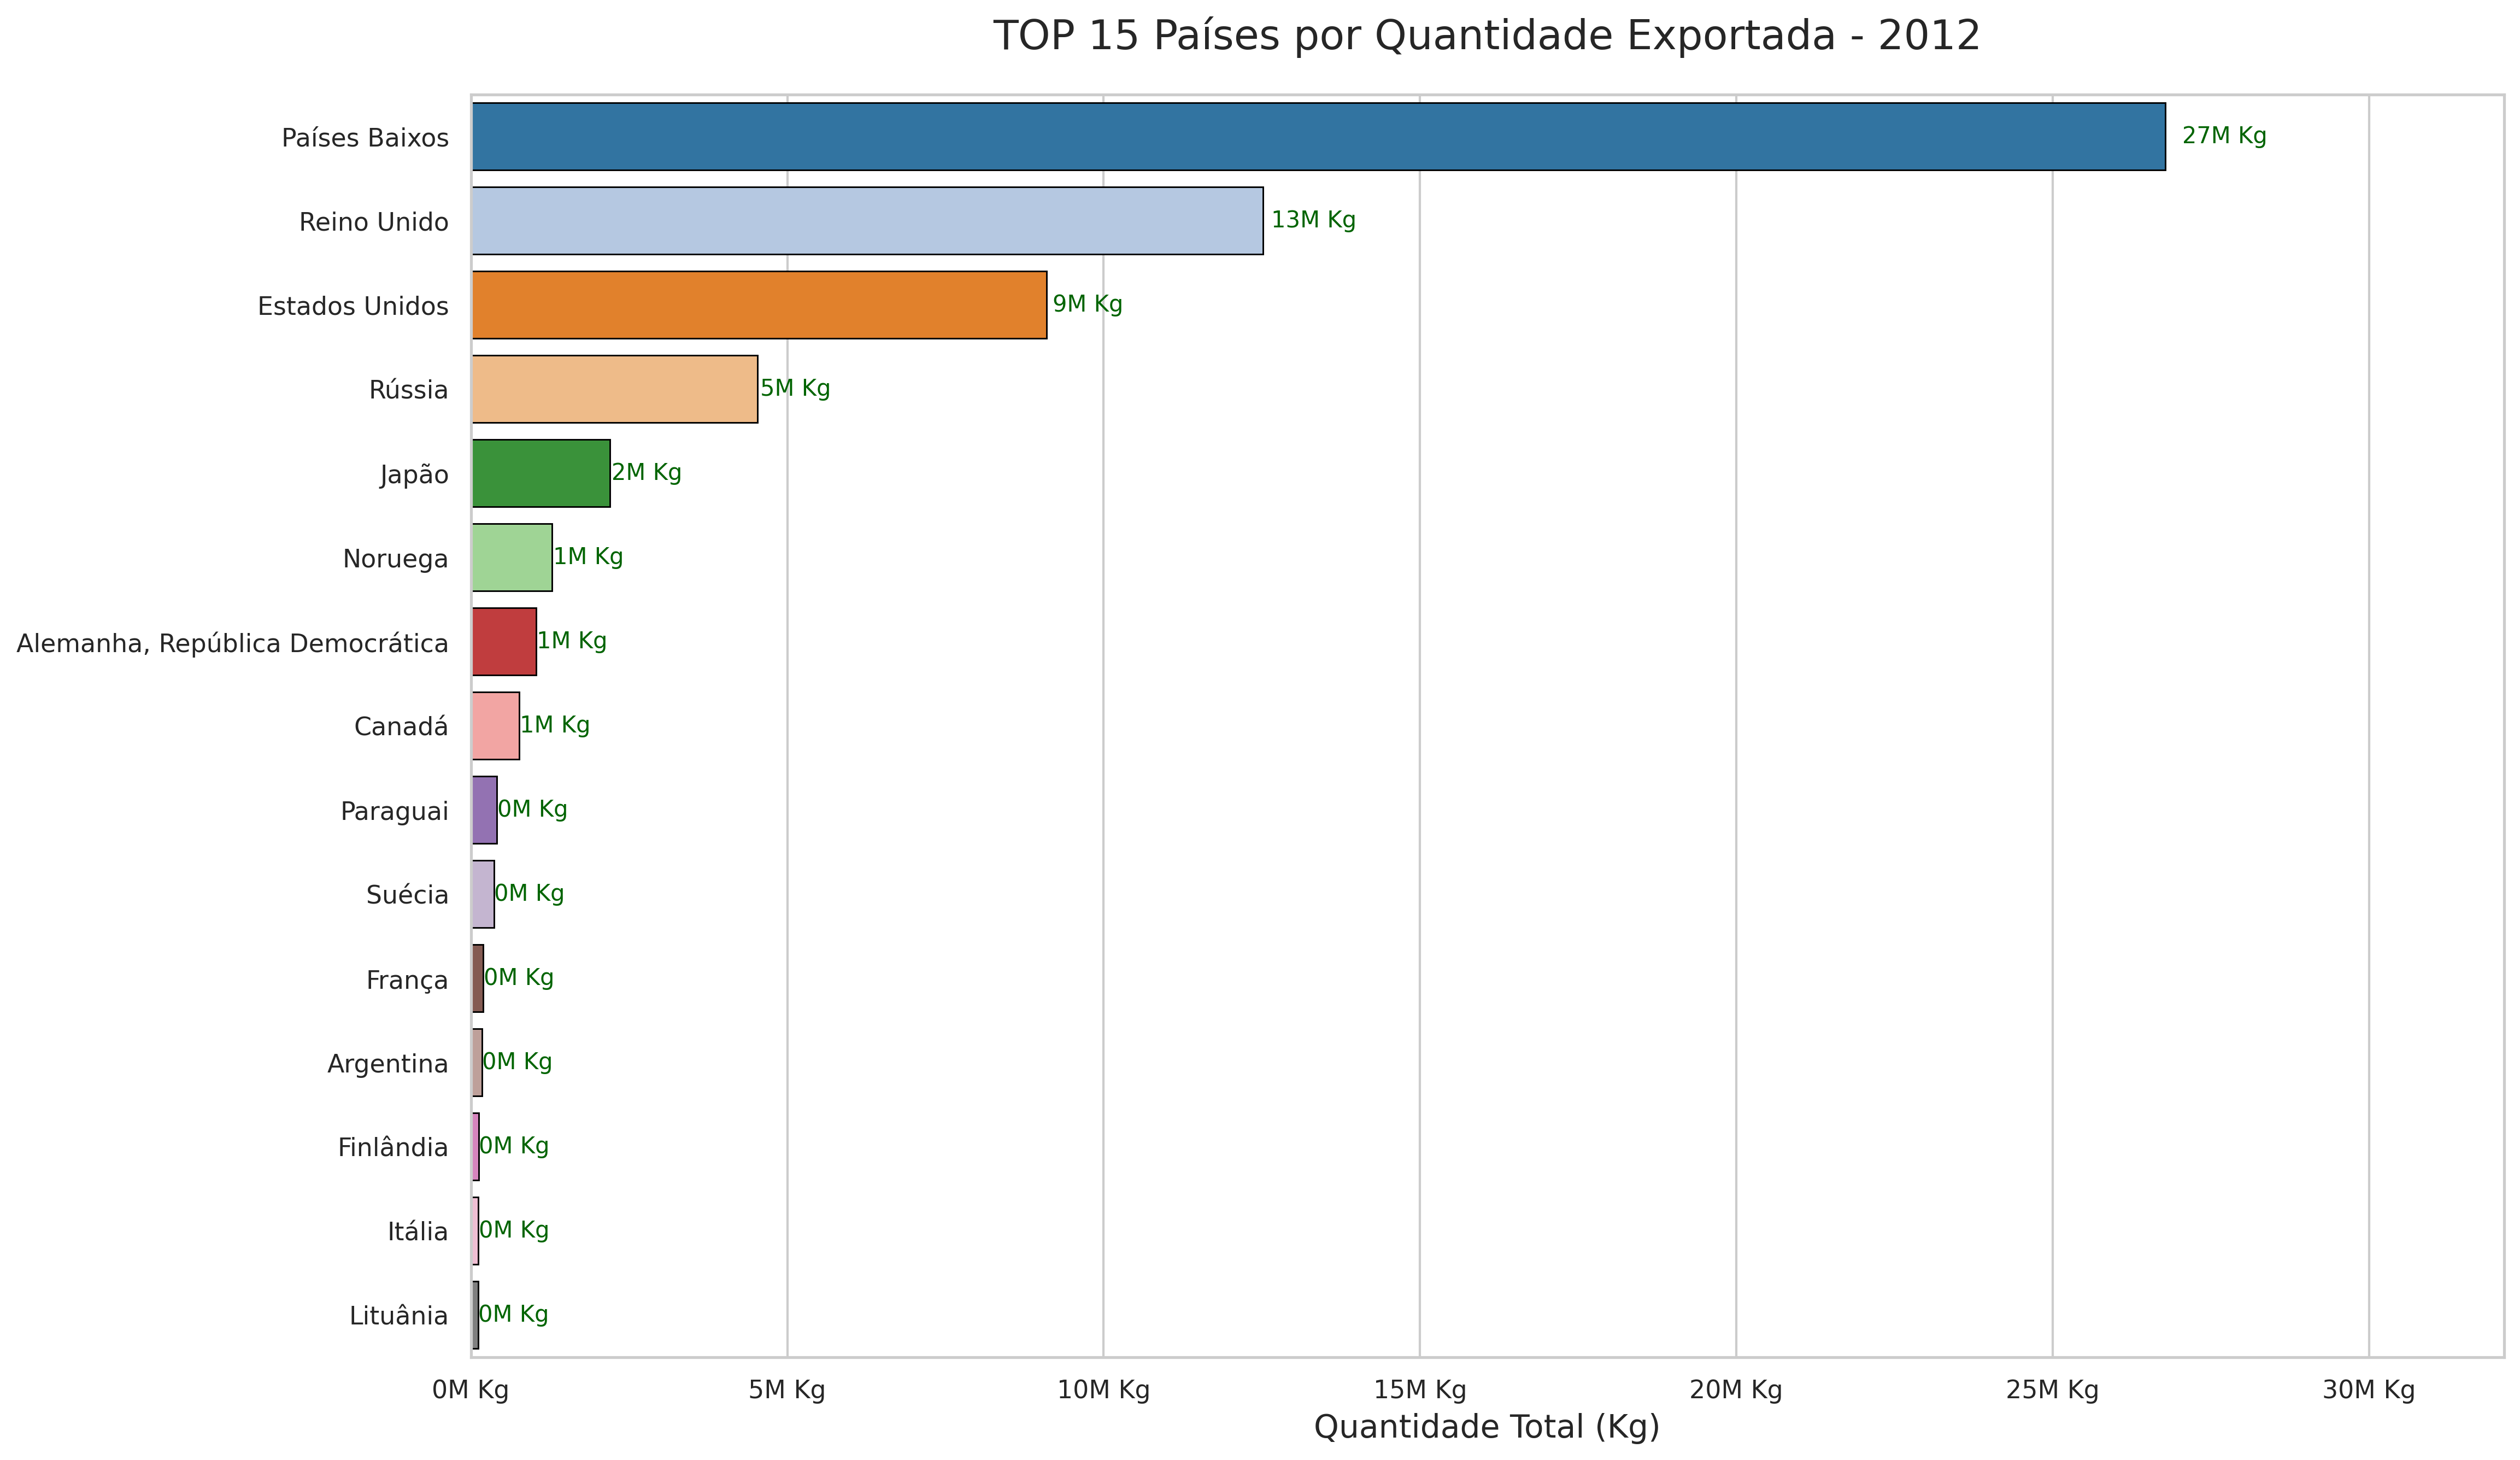 TOP 15 Países por Quantidade Exportada - 2012
Países Baixos 27M Kg
Reino Unido 13M Kg
Estados Unidos 9M Kg
Rússia 5M Kg
Japão 2M Kg
Noruega 1M Kg
Alemanha, República Democrática 1M Kg
Canadá 1M Kg
Paraguai 0M Kg
Suécia 0M Kg
França 0M Kg
Argentina 0M Kg
Finlândia 0M Kg
Itália 0M Kg
Lituânia 0M Kg
0M Kg 5M Kg 10M Kg 15M Kg 20M Kg 25M Kg 30M Kg
Quantidade Total (Kg)